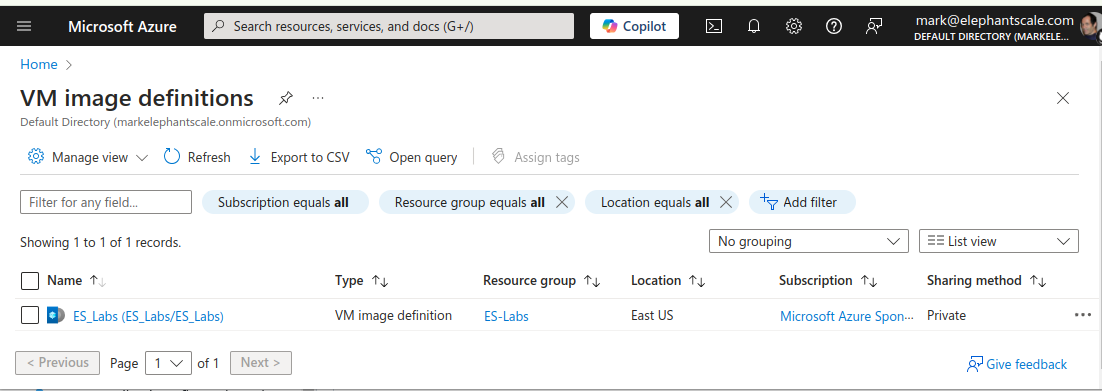 Microsoft Azure
Search resources, services, and docs (G+/)
Copilot
mark@elephantscale.com
DEFAULT DIRECTORY (MARKELE...
Home >
VM image definitions
Default Directory (markelephantscale.onmicrosoft.com)
Manage view
Refresh
Export to CSV
Open query
Assign tags
Filter for any field...
Subscription equals all
Resource group equals all
Location equals all
Add filter
Showing 1 to 1 of 1 records.
No grouping
List view
Name Type Resource group Location Subscription Sharing method
ES_Labs (ES_Labs/ES_Labs) VM image definition ES-Labs East US Microsoft Azure Spon... Private
< Previous Page 1 of 1 Next >
Give feedback